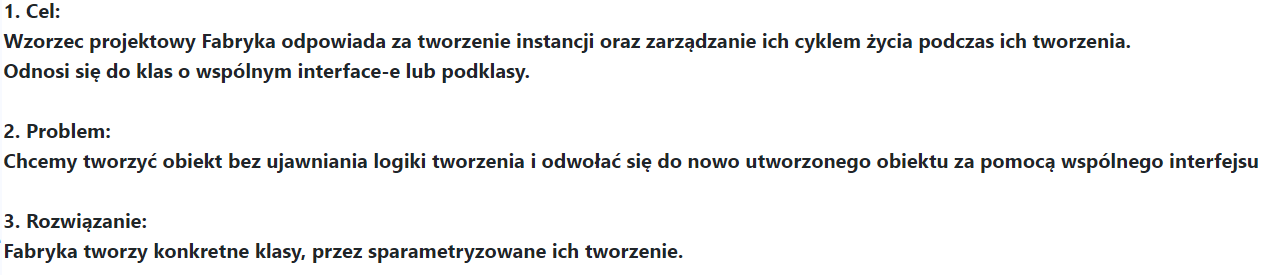 1. Cel:
Wzorzec projektowy Fabryka odpowiada za tworzenie instancji oraz zarządzanie ich cyklem życia podczas ich tworzenia.
Odnosi się do klas o wspólnym interface-e lub podklasy.
2. Problem:
Chcemy tworzyć obiekt bez ujawniania logiki tworzenia i odwołać się do nowo utworzonego obiektu za pomocą wspólnego interfejsu
3. Rozwiązanie:
Fabryka tworzy konkretne klasy, przez sparametryzowane ich tworzenie.